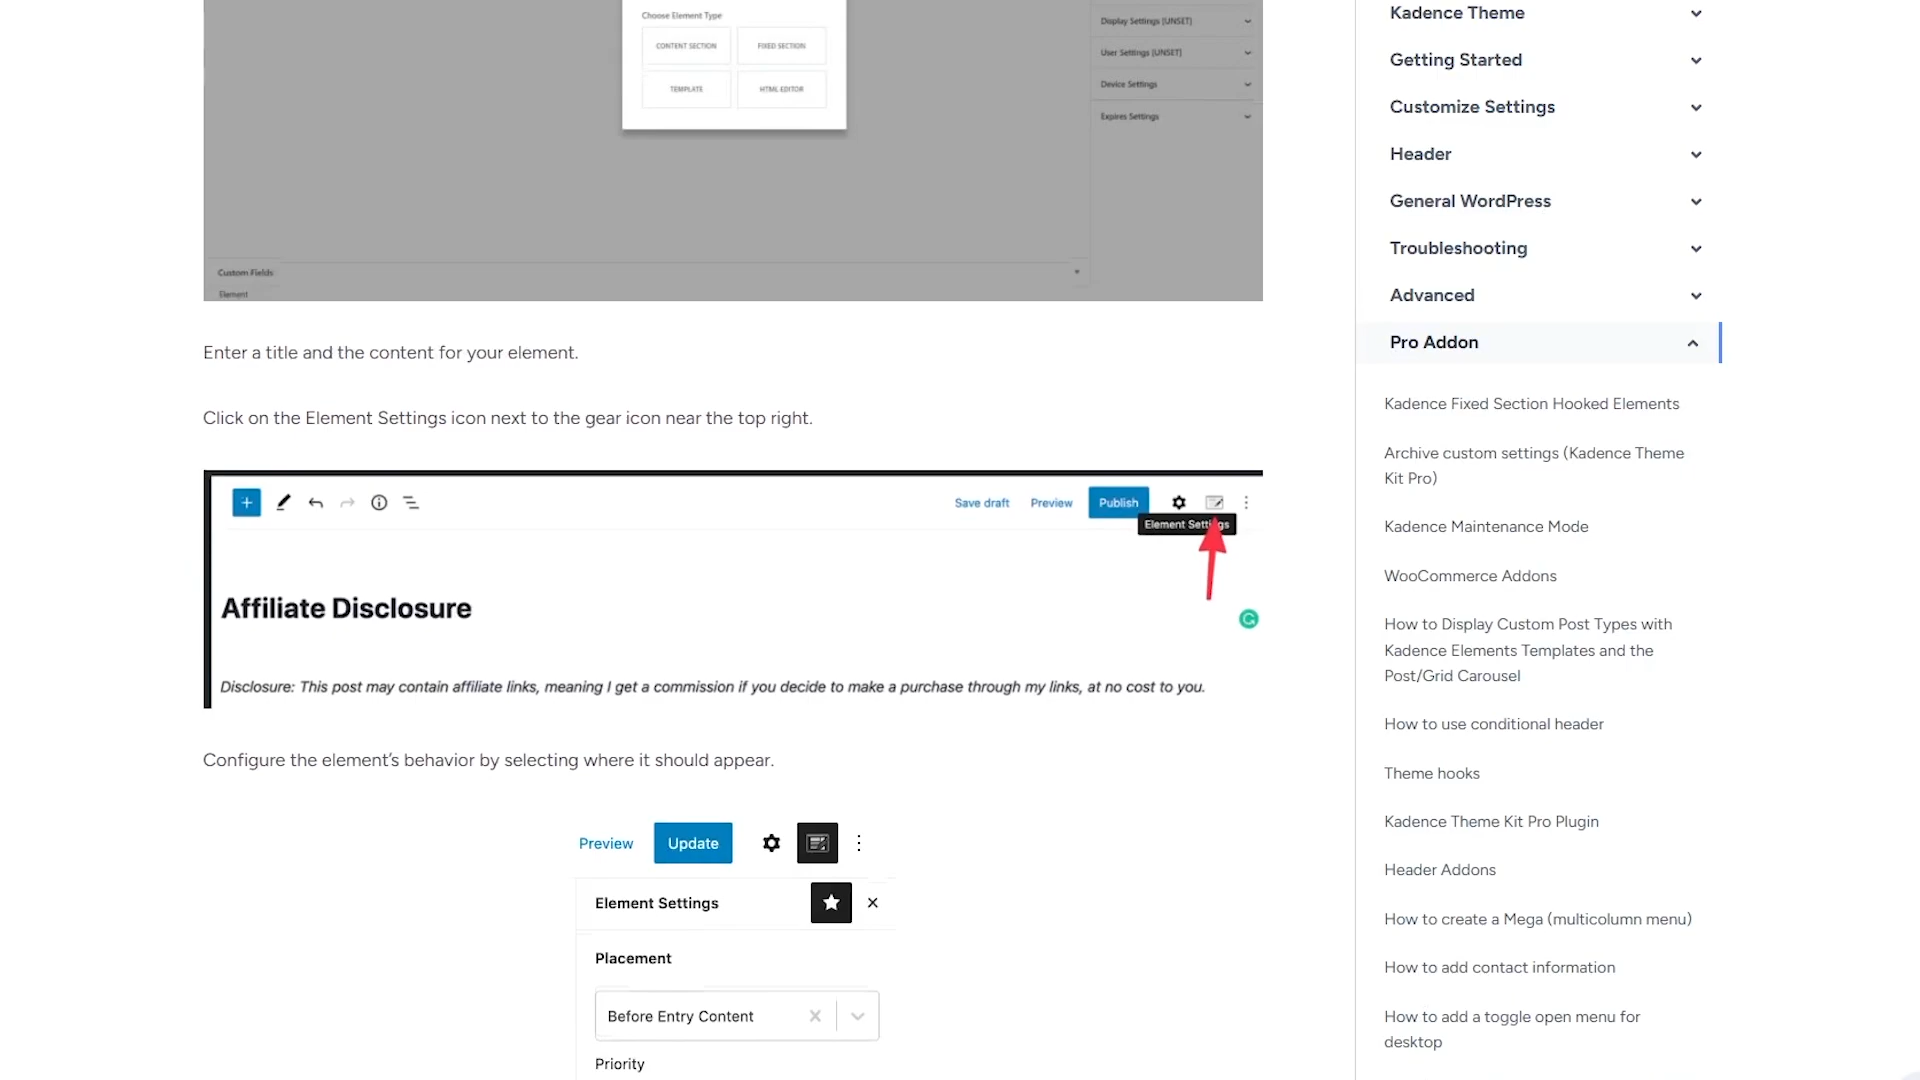 Choose Element Type
CONTENT SECTION
FIXED SECTION
TEMPLATE
HTML EDITOR
Display Settings [UNSET]
User Settings [UNSET]
Device Settings
Expires Settings
Custom Fields
Element
Enter a title and the content for your element.
Click on the Element Settings icon next to the gear icon near the top right.
Save draft
Preview
Publish
Element Settings
Affiliate Disclosure
Disclosure: This post may contain affiliate links, meaning I get a commission if you decide to make a purchase through my links, at no cost to you.
Configure the element’s behavior by selecting where it should appear.
Preview
Update
Element Settings
Placement
Before Entry Content
Priority
Kadence Theme
Getting Started
Customize Settings
Header
General WordPress
Troubleshooting
Advanced
Pro Addon
Kadence Fixed Section Hooked Elements
Archive custom settings (Kadence Theme
Kit Pro)
Kadence Maintenance Mode
WooCommerce Addons
How to Display Custom Post Types with
Kadence Elements Templates and the
Post/Grid Carousel
How to use conditional header
Theme hooks
Kadence Theme Kit Pro Plugin
Header Addons
How to create a Mega (multicolumn menu)
How to add contact information
How to add a toggle open menu for
desktop